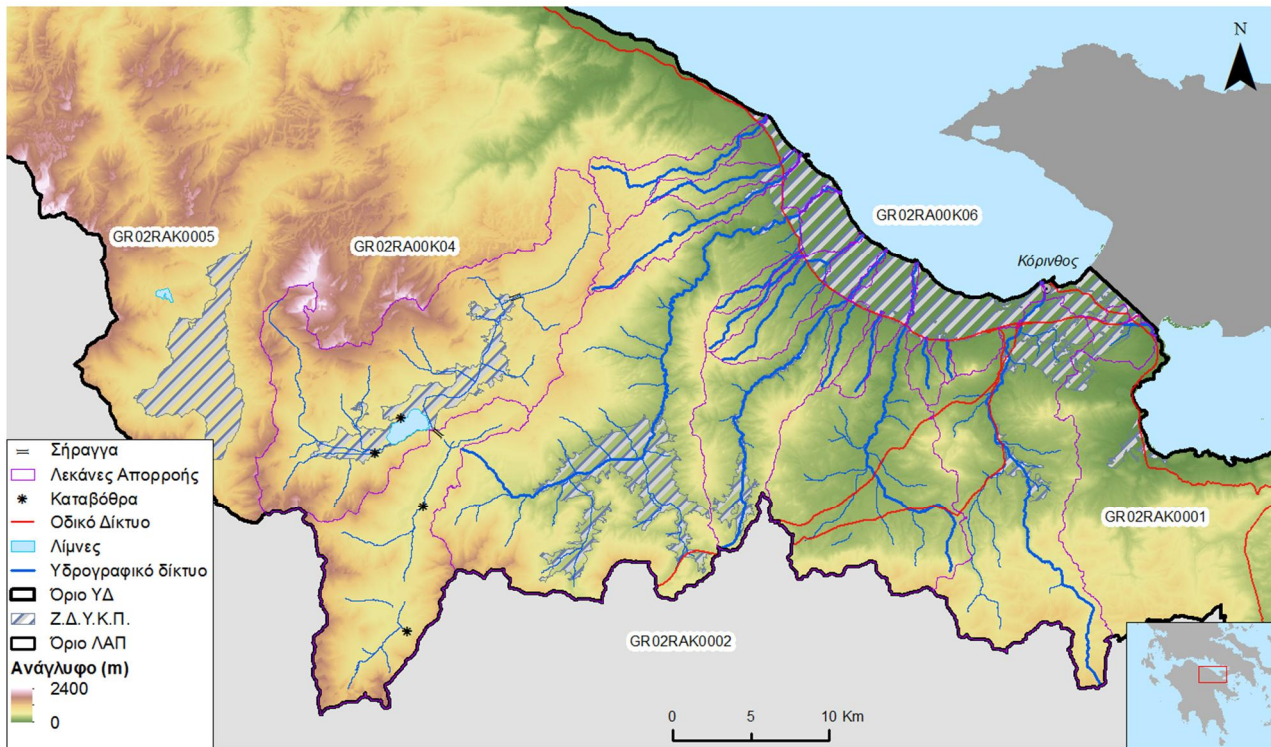 N
GR02RA00K06
GR02RAK0005
GR02RA00K04
Κόρινθος
GR02RAK0001
GR02RAK0002
Σήραγγα
Λεκάνες Απορροής
Καταβόθρα
Οδικό Δίκτυο
Λίμνες
Υδρογραφικό δίκτυο
Όριο ΥΔ
Ζ.Δ.Υ.Κ.Π.
Όριο ΛΑΠ
Ανάγλυφο (m)
2400
0
0 5 10 Km